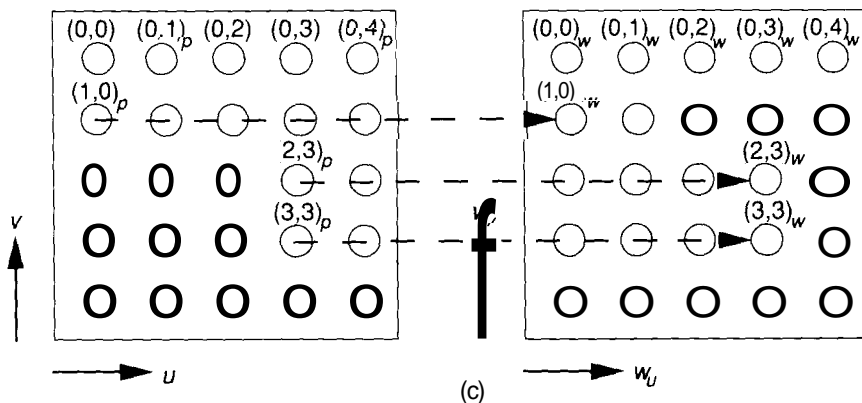 (0,0) (0,1)p (0,2) (0,3) (0,4)p (0,0)w (0,1)w (0,2)w (0,3)w (0,4)w
(1,0)p (1,0)w
2,3)p (2,3)w
(3,3)p (3,3)w
v
u wu
(c)